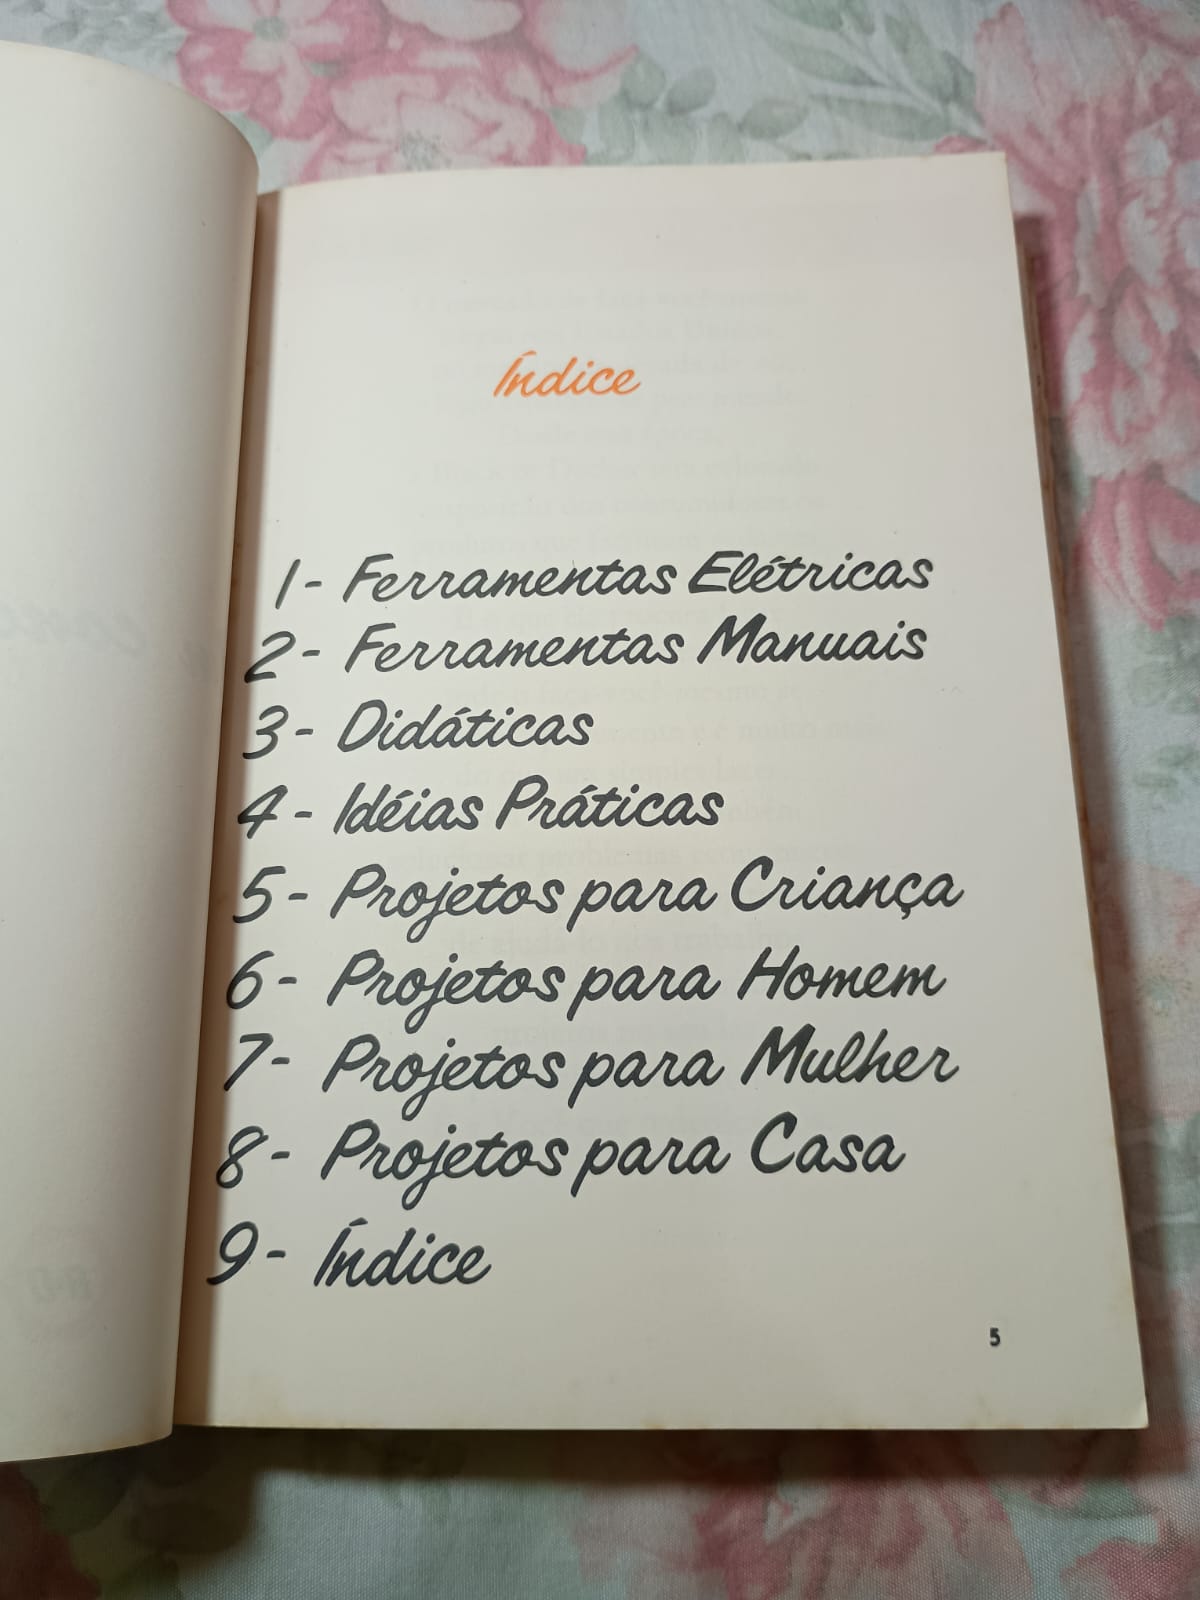 Índice
1- Ferramentas Elétricas
2- Ferramentas Manuais
3- Didáticas
4- Idéias Práticas
5- Projetos para Criança
6- Projetos para Homem
7- Projetos para Mulher
8- Projetos para Casa
9- Índice
5